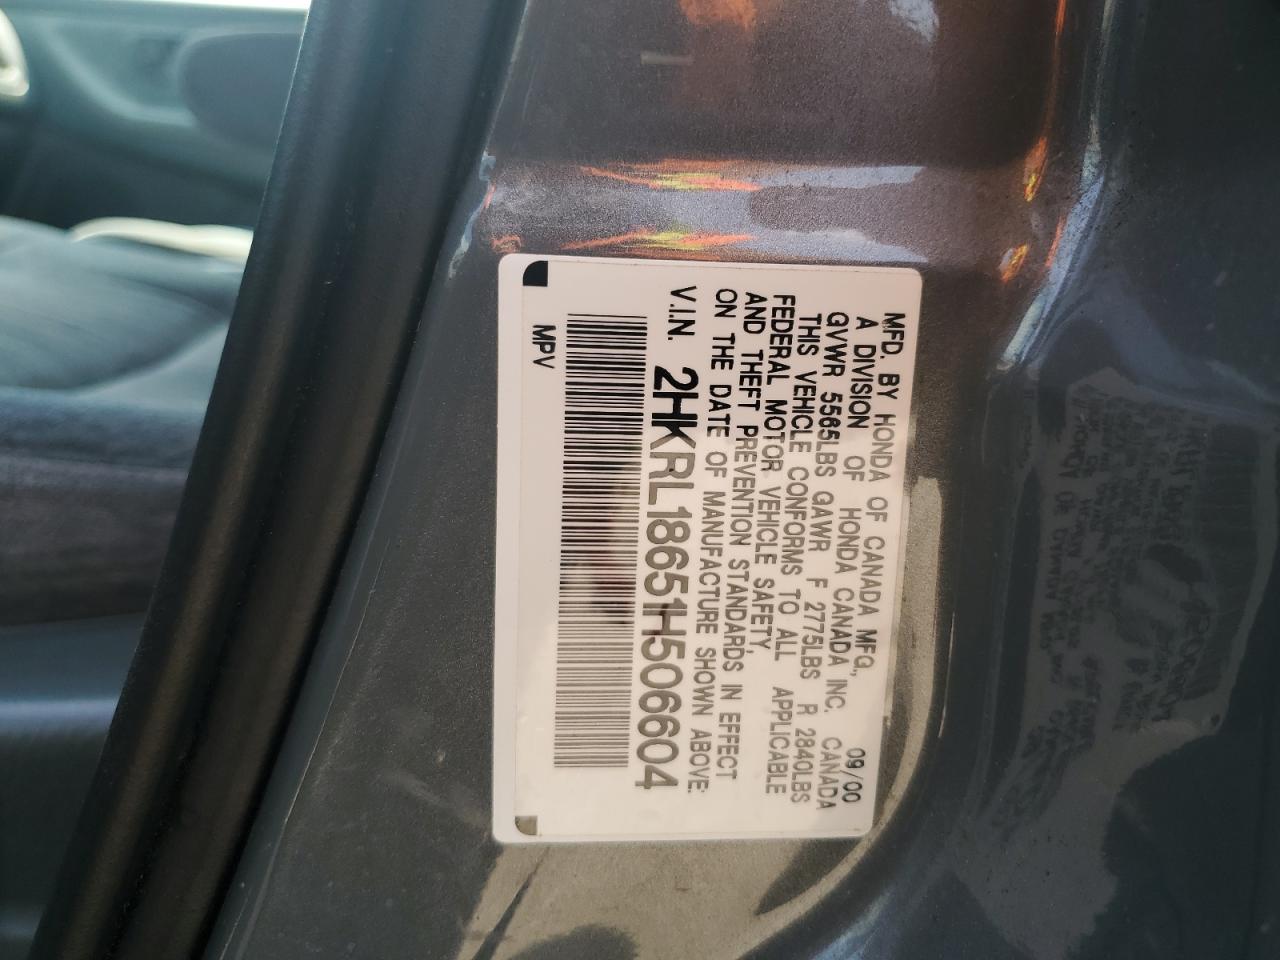 MFD. BY HONDA OF CANADA MFG., 09/00
A DIVISION OF HONDA CANADA INC. CANADA
GVWR 5565LBS GAWR F 2775LBS R 2840LBS
THIS VEHICLE CONFORMS TO ALL APPLICABLE
FEDERAL MOTOR VEHICLE SAFETY,
AND THEFT PREVENTION STANDARDS IN EFFECT
ON THE DATE OF MANUFACTURE SHOWN ABOVE:
V.I.N. 2HKRL18651H506604
MPV